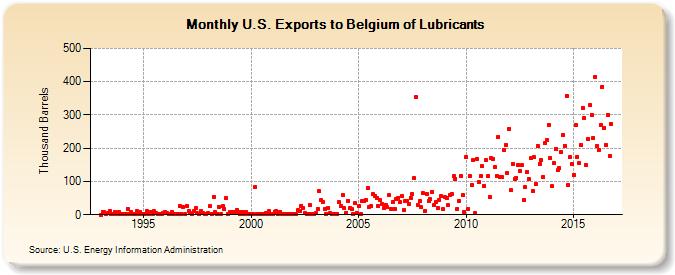 Monthly U.S. Exports to Belgium of Lubricants
Thousand Barrels
500
400
300
200
100
0
1995 2000 2005 2010 2015
Source: U.S. Energy Information Administration